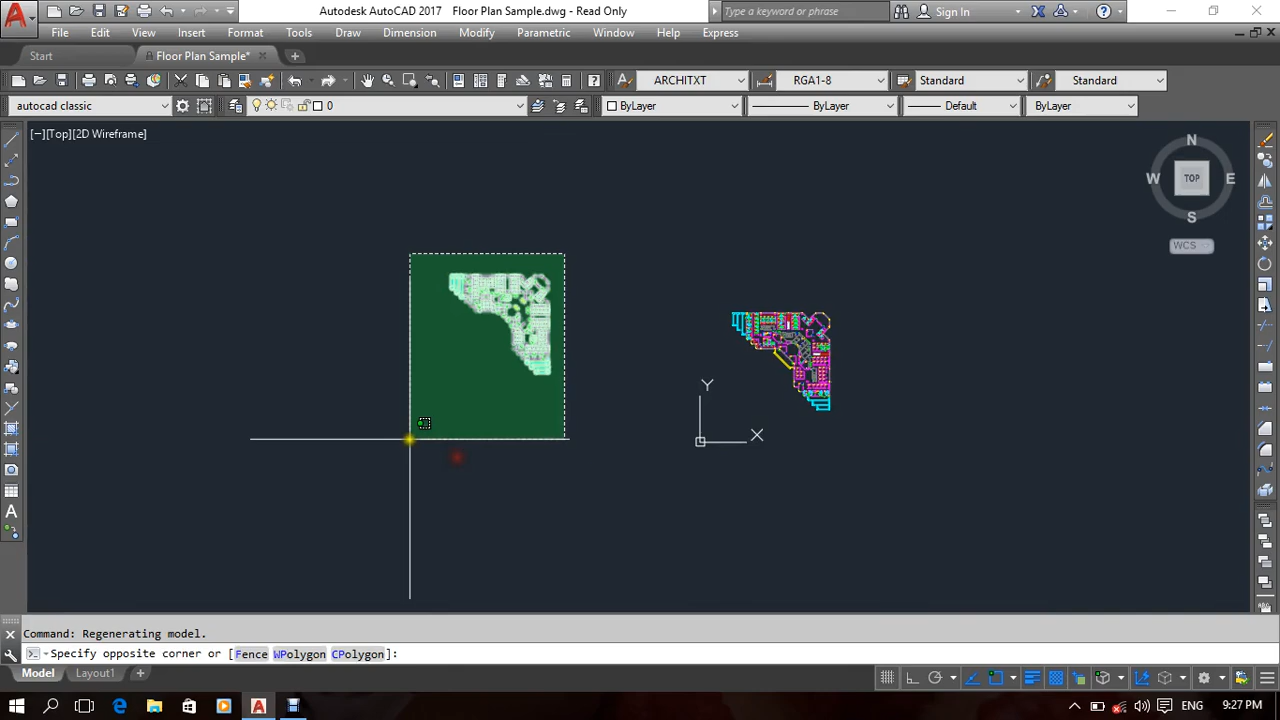 Autodesk AutoCAD 2017 Floor Plan Sample.dwg - Read Only
Type a keyword or phrase
Sign In
File Edit View Insert Format Tools Draw Dimension Modify Parametric Window Help Express
Start Floor Plan Sample*
ARCHITXT RGA1-8 Standard Standard
autocad classic 0 ByLayer ByLayer Default ByLayer
[−][Top][2D Wireframe]
N
W TOP E
S
WCS
Y
X
Command: Regenerating model.
Specify opposite corner or [Fence WPolygon CPolygon]:
Model Layout1
ENG 9:27 PM